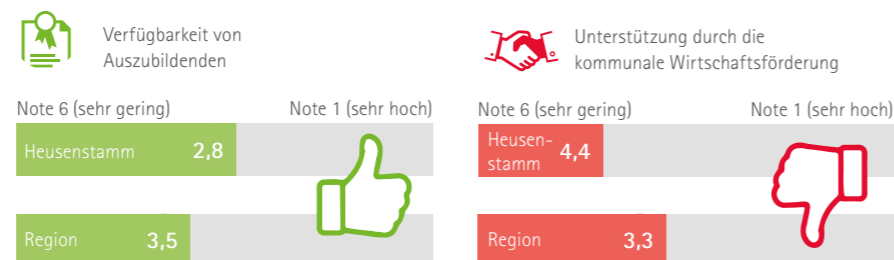 Verfügbarkeit von
Auszubildenden
Note 6 (sehr gering) Note 1 (sehr hoch)
Heusenstamm 2,8
Region 3,5
Unterstützung durch die
kommunale Wirtschaftsförderung
Note 6 (sehr gering) Note 1 (sehr hoch)
Heusen-
stamm 4,4
Region 3,3